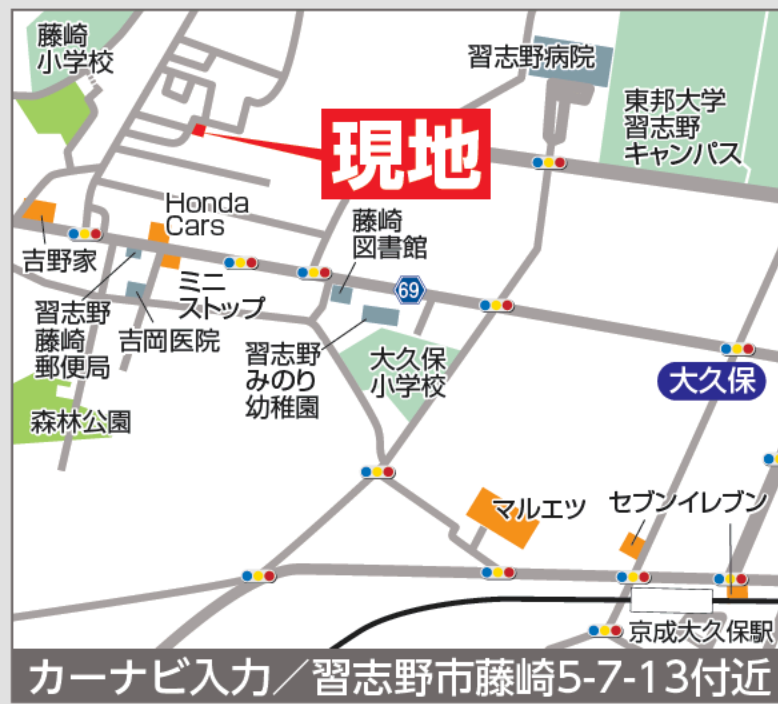 藤崎
小学校
習志野病院
東邦大学
習志野
キャンパス
現地
Honda
Cars
藤崎
図書館
吉野家
ミニ
ストップ
69
習志野
藤崎
郵便局
吉岡医院
習志野
みのり
幼稚園
大久保
小学校
大久保
森林公園
マルエツ
セブンイレブン
京成大久保駅
カーナビ入力／習志野市藤崎5-7-13付近